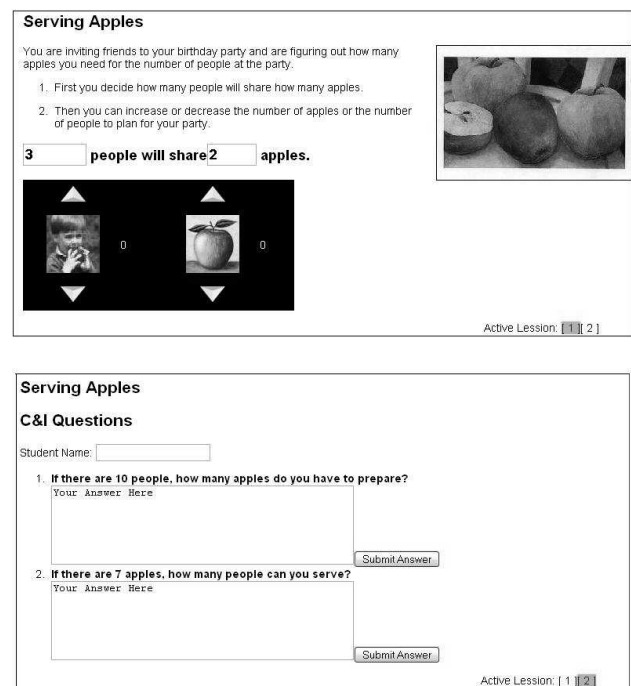 Serving Apples
You are inviting friends to your birthday party and are figuring out how many
apples you need for the number of people at the party.
1. First you decide how many people will share how many apples.
2. Then you can increase or decrease the number of apples or the number
of people to plan for your party.
3 people will share 2 apples.
0 0
Active Lession: [ 1 ][ 2 ]
Serving Apples
C&I Questions
Student Name:
1. If there are 10 people, how many apples do you have to prepare?
Your Answer Here
Submit Answer
2. If there are 7 apples, how many people can you serve?
Your Answer Here
Submit Answer
Active Lession: [ 1 ][ 2 ]